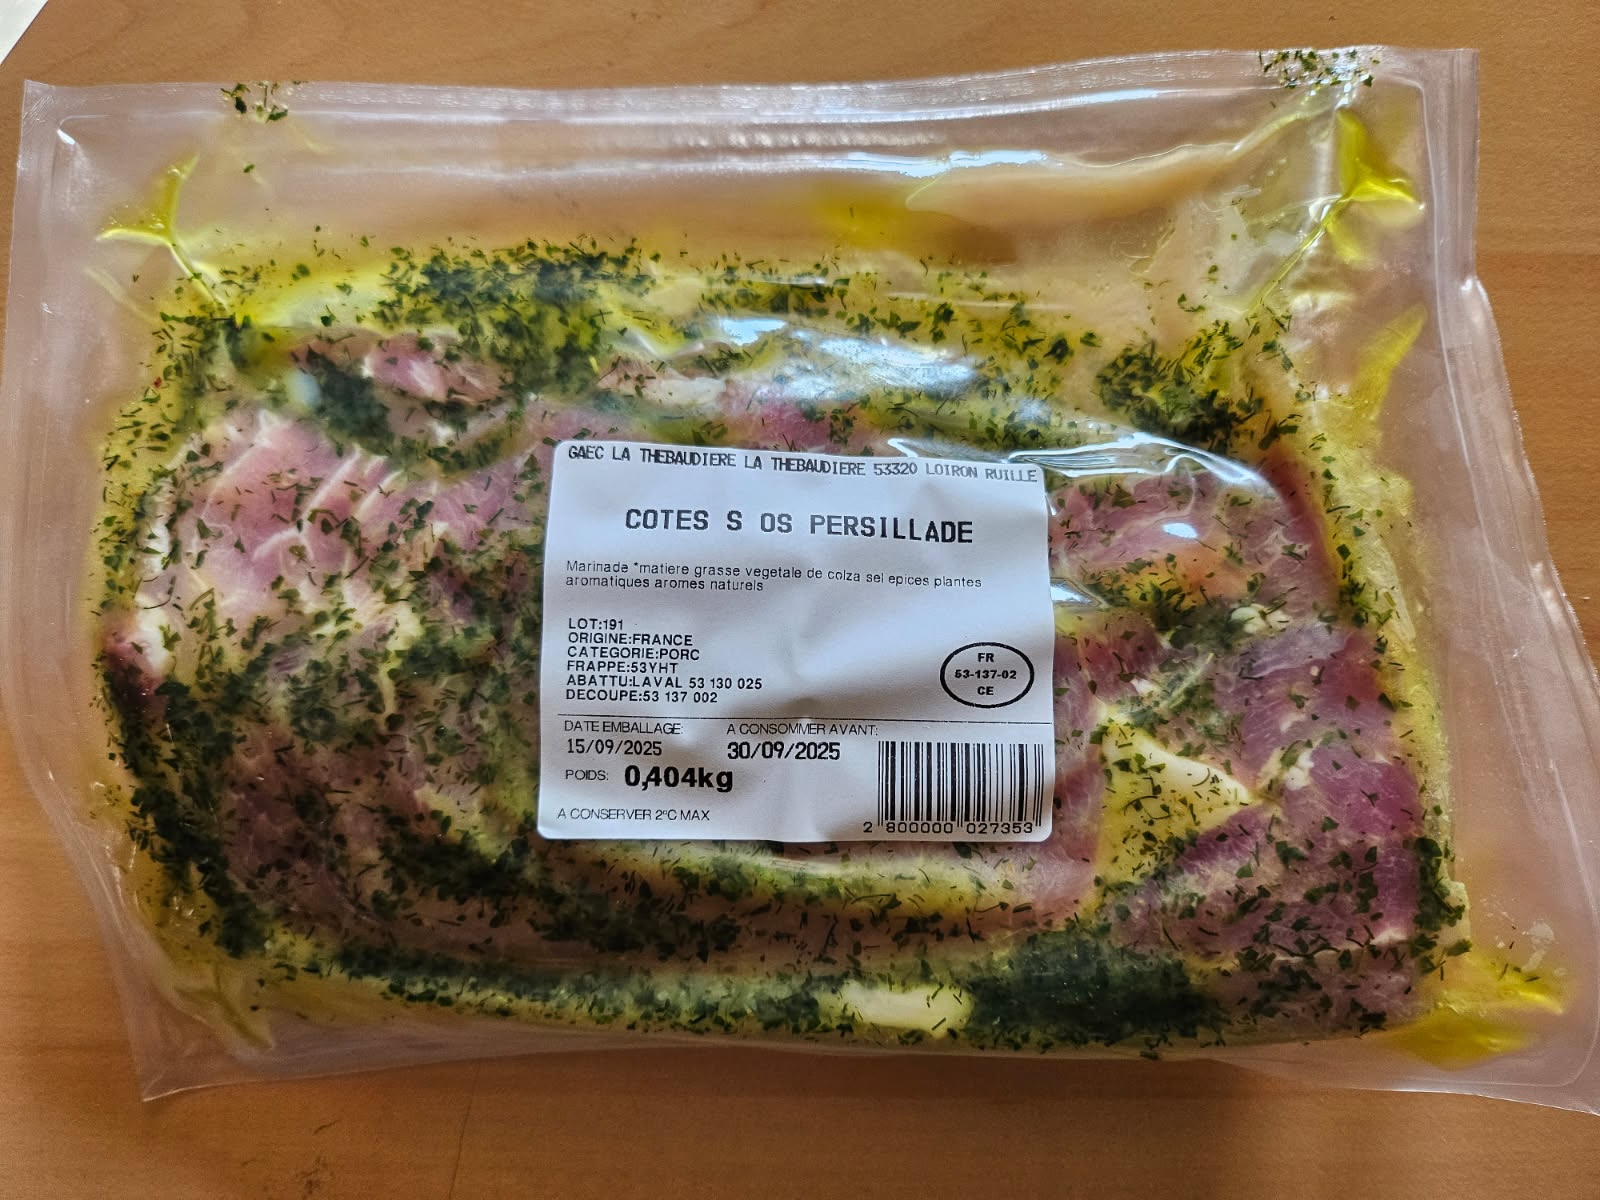 GAEC LA THEBAUDIERE LA THEBAUDIERE 53320 LOIRON RUILLE
COTES S OS PERSILLADE
Marinade *matiere grasse vegetale de colza sel epices plantes
aromatiques aromes naturels
LOT:191
ORIGINE:FRANCE
CATEGORIE:PORC
FRAPPE:53YHT
ABATTU:LAVAL 53 130 025
DECOUPE:53 137 002
FR
53-137-02
CE
DATE EMBALLAGE:
15/09/2025
A CONSOMMER AVANT:
30/09/2025
POIDS: 0,404kg
A CONSERVER 2°C MAX
2 800000 027353